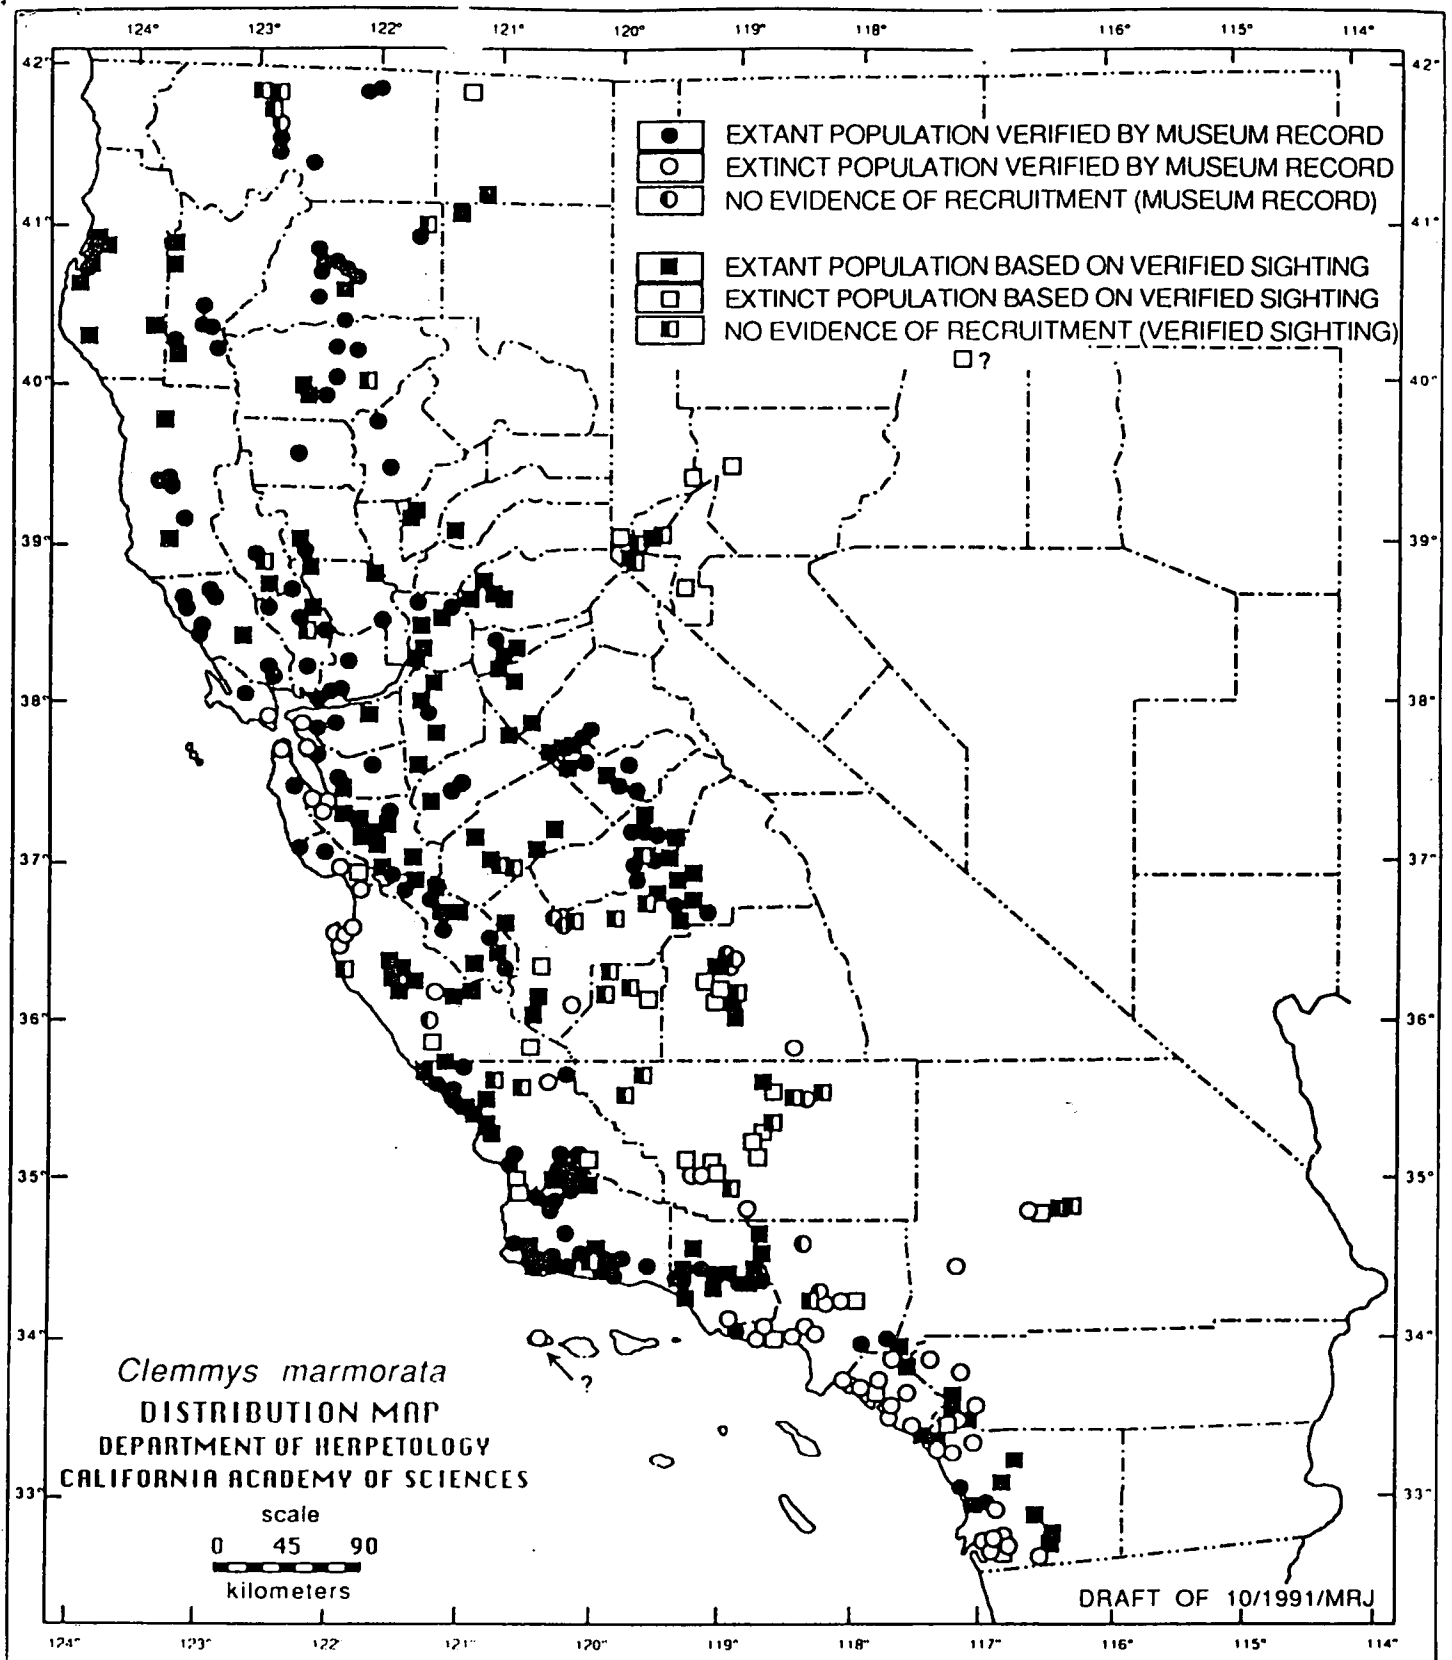 124° 123° 122° 121° 120° 119° 118° 116° 115° 114°
42° 42°
EXTANT POPULATION VERIFIED BY MUSEUM RECORD
EXTINCT POPULATION VERIFIED BY MUSEUM RECORD
NO EVIDENCE OF RECRUITMENT (MUSEUM RECORD)
41° 41°
EXTANT POPULATION BASED ON VERIFIED SIGHTING
EXTINCT POPULATION BASED ON VERIFIED SIGHTING
NO EVIDENCE OF RECRUITMENT (VERIFIED SIGHTING)
?
40° 40°
39° 39°
38° 38°
37° 37°
36° 36°
35° 35°
34° 34°
?
Clemmys marmorata
DISTRIBUTION MAP
DEPARTMENT OF HERPETOLOGY
CALIFORNIA ACADEMY OF SCIENCES
33° 33°
scale
0 45 90
kilometers
DRAFT OF 10/1991/MRJ
124° 123° 122° 121° 120° 119° 118° 117° 116° 115° 114°